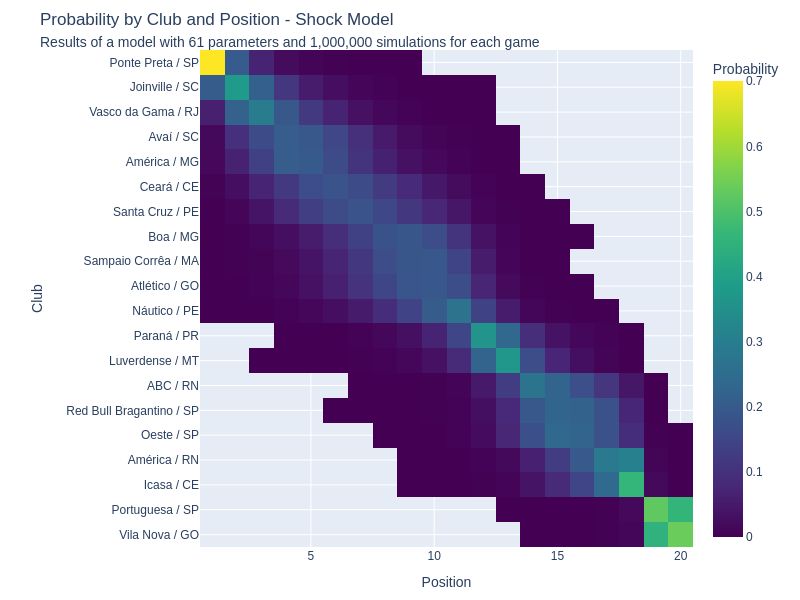 Probability by Club and Position - Shock Model
Results of a model with 61 parameters and 1,000,000 simulations for each game
Probability
Club
Ponte Preta / SP
Joinville / SC
Vasco da Gama / RJ
Avaí / SC
América / MG
Ceará / CE
Santa Cruz / PE
Boa / MG
Sampaio Corrêa / MA
Atlético / GO
Náutico / PE
Paraná / PR
Luverdense / MT
ABC / RN
Red Bull Bragantino / SP
Oeste / SP
América / RN
Icasa / CE
Portuguesa / SP
Vila Nova / GO
0.7
0.6
0.5
0.4
0.3
0.2
0.1
0
5
10
15
20
Position